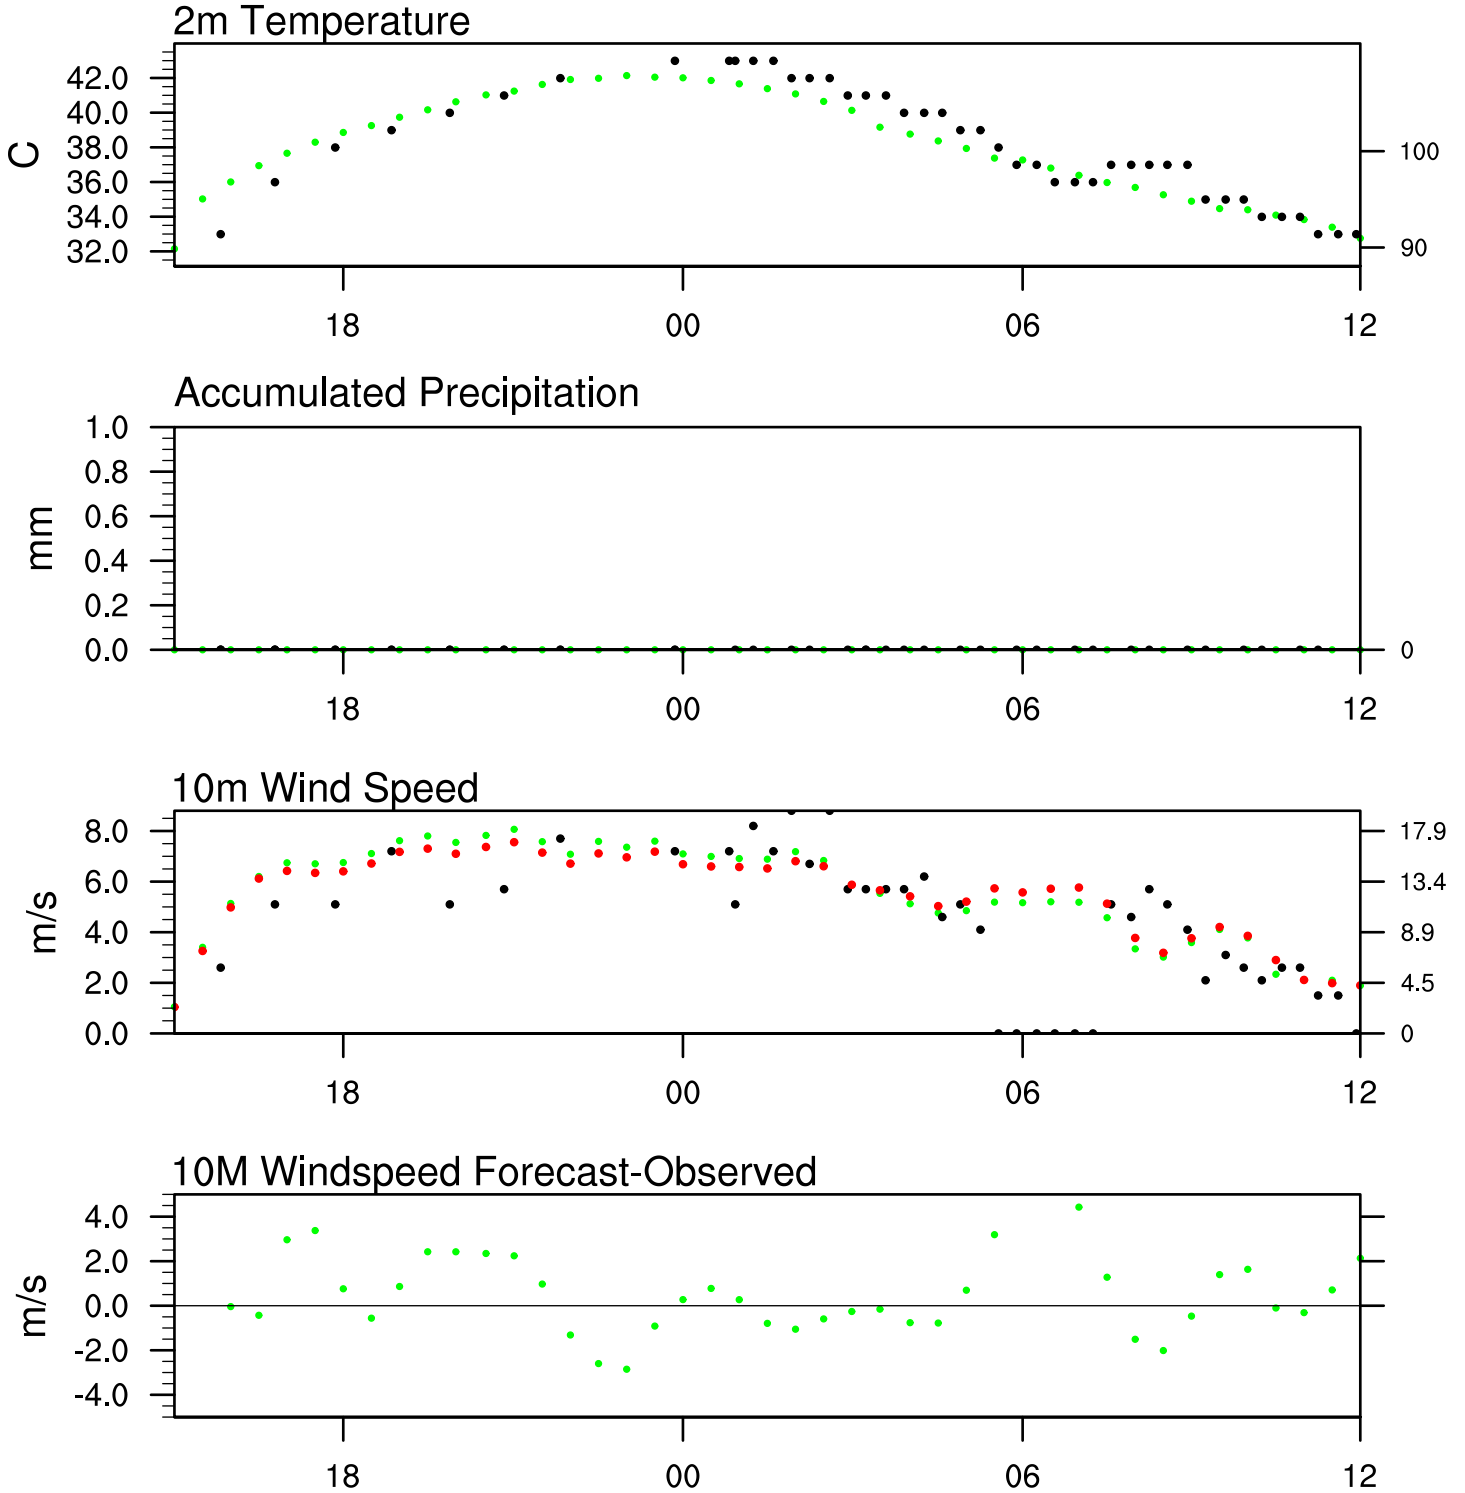 2m Temperature
42.0
40.0
38.0
36.0
34.0
32.0
C
100
90
18 00 06 12
Accumulated Precipitation
1.0
0.8
0.6
0.4
0.2
0.0
mm
0
18 00 06 12
10m Wind Speed
8.0 17.9
6.0 13.4
4.0 8.9
2.0 4.5
0.0 0
m/s
18 00 06 12
10M Windspeed Forecast-Observed
4.0
2.0
0.0
-2.0
-4.0
m/s
18 00 06 12